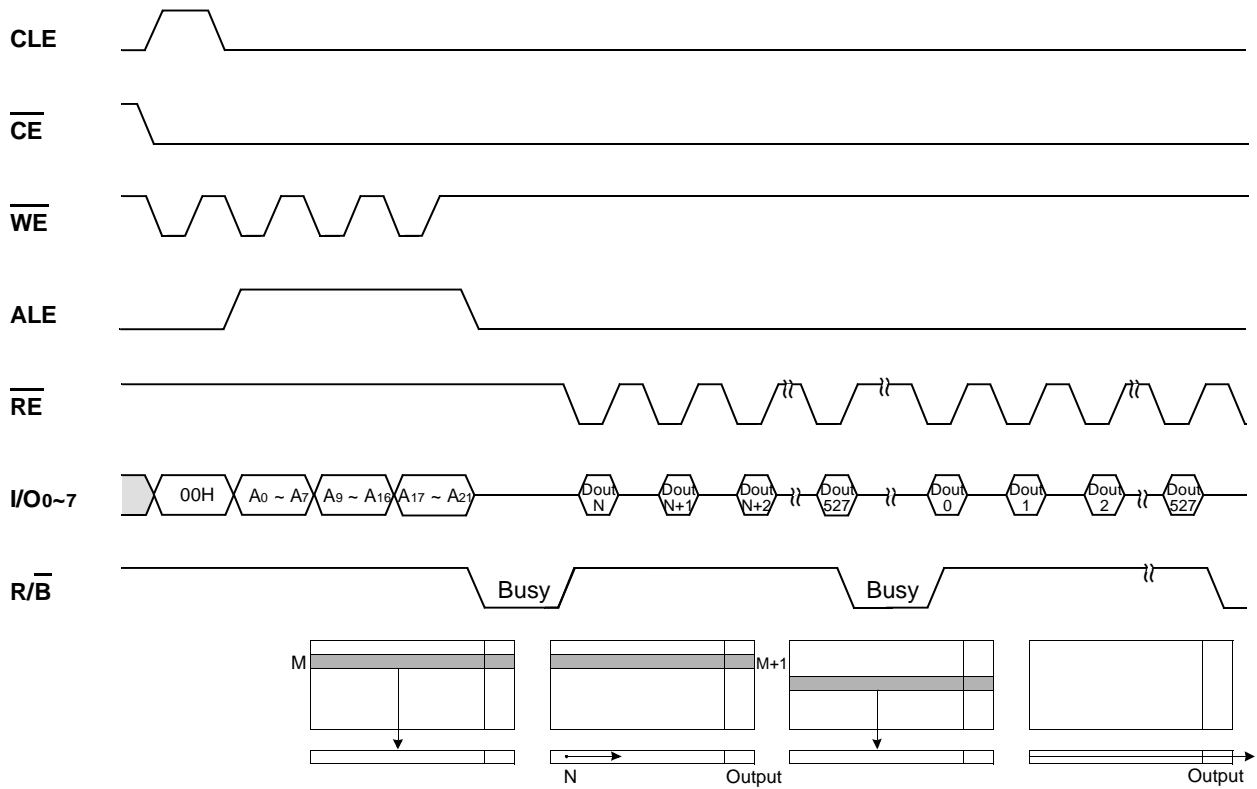 CLE
CE
WE
ALE
RE
I/O0~7 00H A0 ~ A7 A9 ~ A16 A17 ~ A21 Dout N Dout N+1 Dout N+2 Dout 527 Dout 0 Dout 1 Dout 2 Dout 527
R/B Busy Busy
M M+1
N Output Output